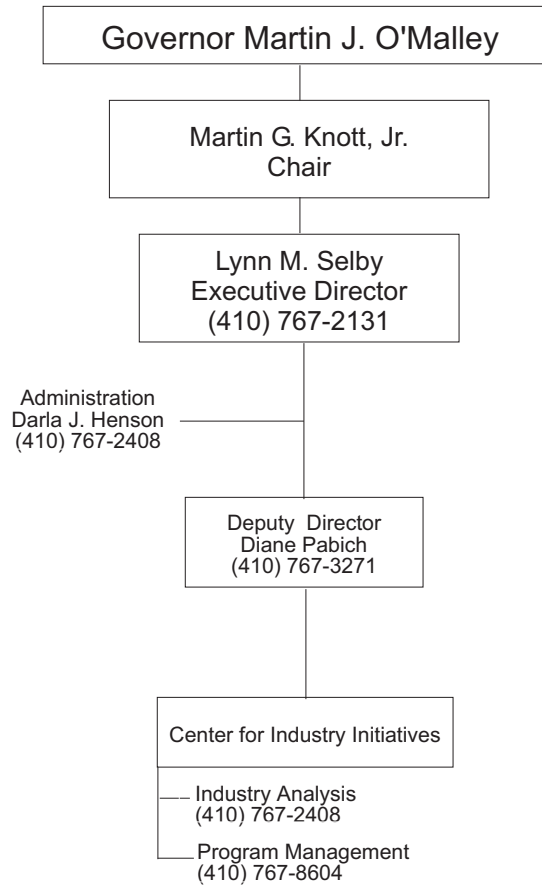 Governor Martin J. O'Malley
Martin G. Knott, Jr.
Chair
Lynn M. Selby
Executive Director
(410) 767-2131
Administration
Darla J. Henson
(410) 767-2408
Deputy Director
Diane Pabich
(410) 767-3271
Center for Industry Initiatives
Industry Analysis
(410) 767-2408
Program Management
(410) 767-8604